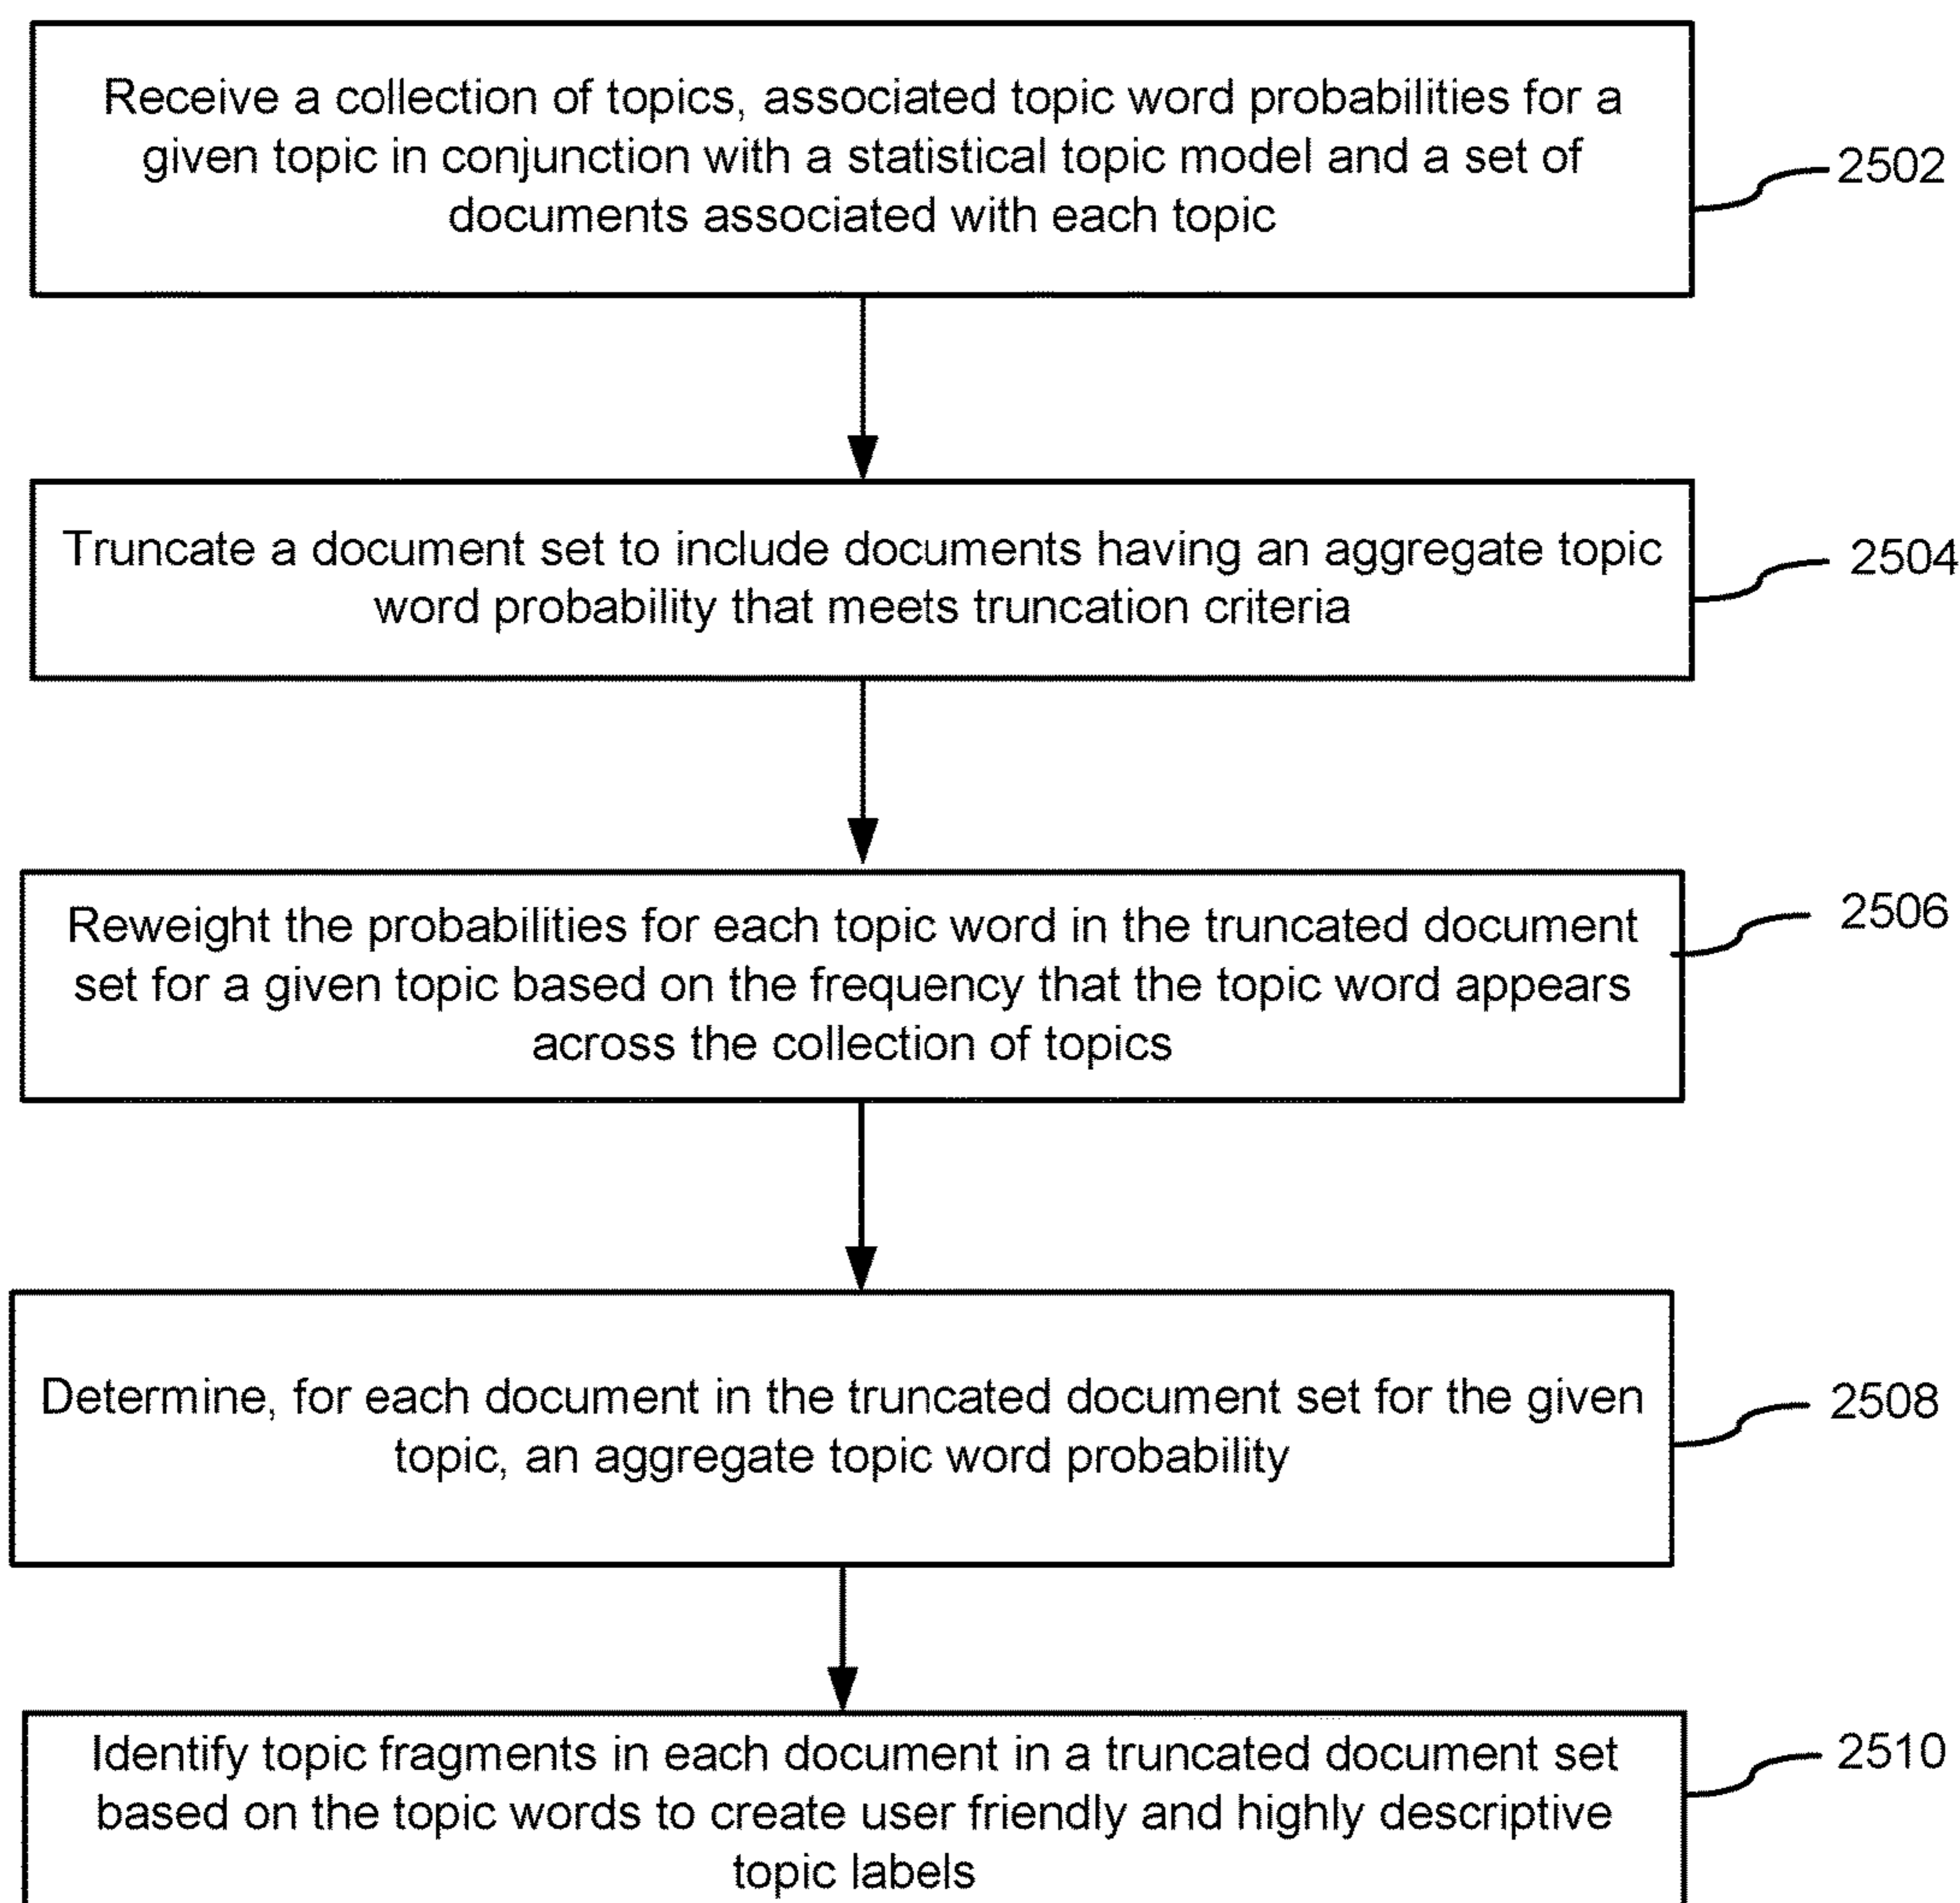 Receive a collection of topics, associated topic word probabilities for a
given topic in conjunction with a statistical topic model and a set of
documents associated with each topic
2502
Truncate a document set to include documents having an aggregate topic
word probability that meets truncation criteria
2504
Reweight the probabilities for each topic word in the truncated document
set for a given topic based on the frequency that the topic word appears
across the collection of topics
2506
Determine, for each document in the truncated document set for the given
topic, an aggregate topic word probability
2508
Identify topic fragments in each document in a truncated document set
based on the topic words to create user friendly and highly descriptive
topic labels
2510